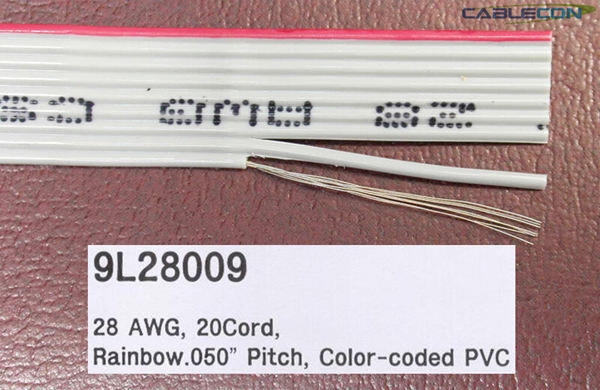 CABLECON
9L28009
28 AWG, 20Cord,
Rainbow.050” Pitch, Color-coded PVC